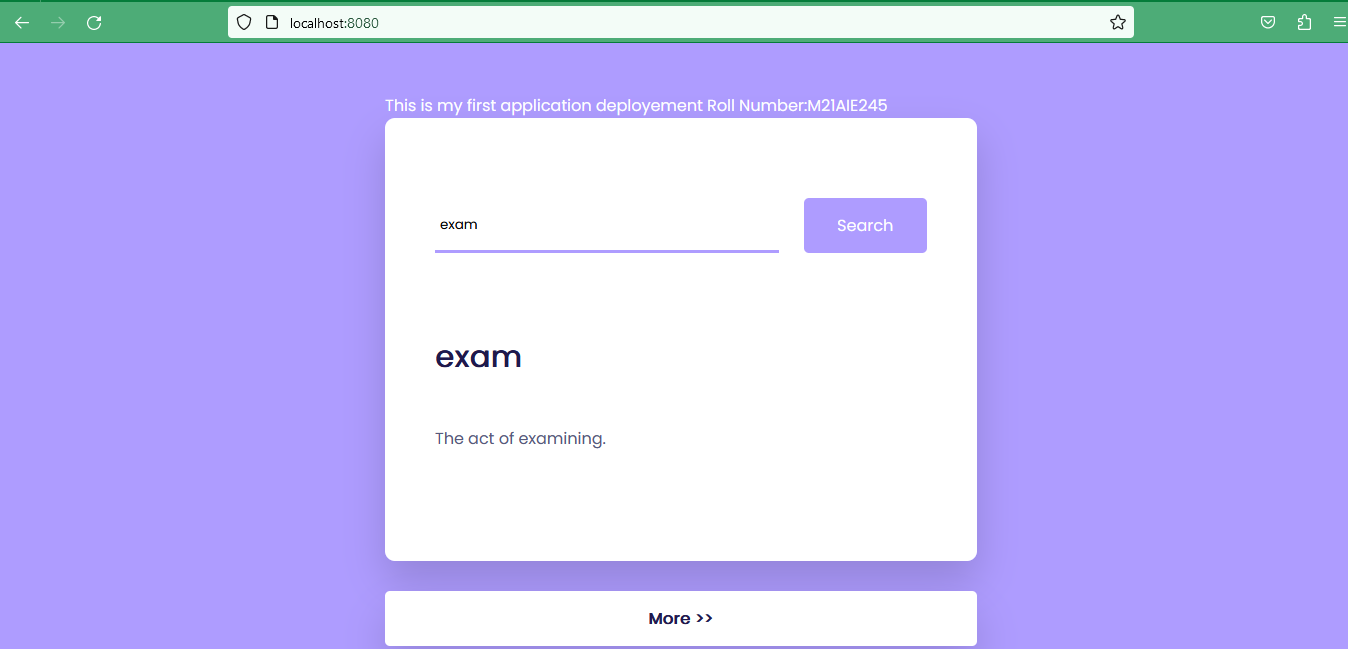 localhost:8080
This is my first application deployement Roll Number:M21AIE245
exam
Search
exam
The act of examining.
More >>